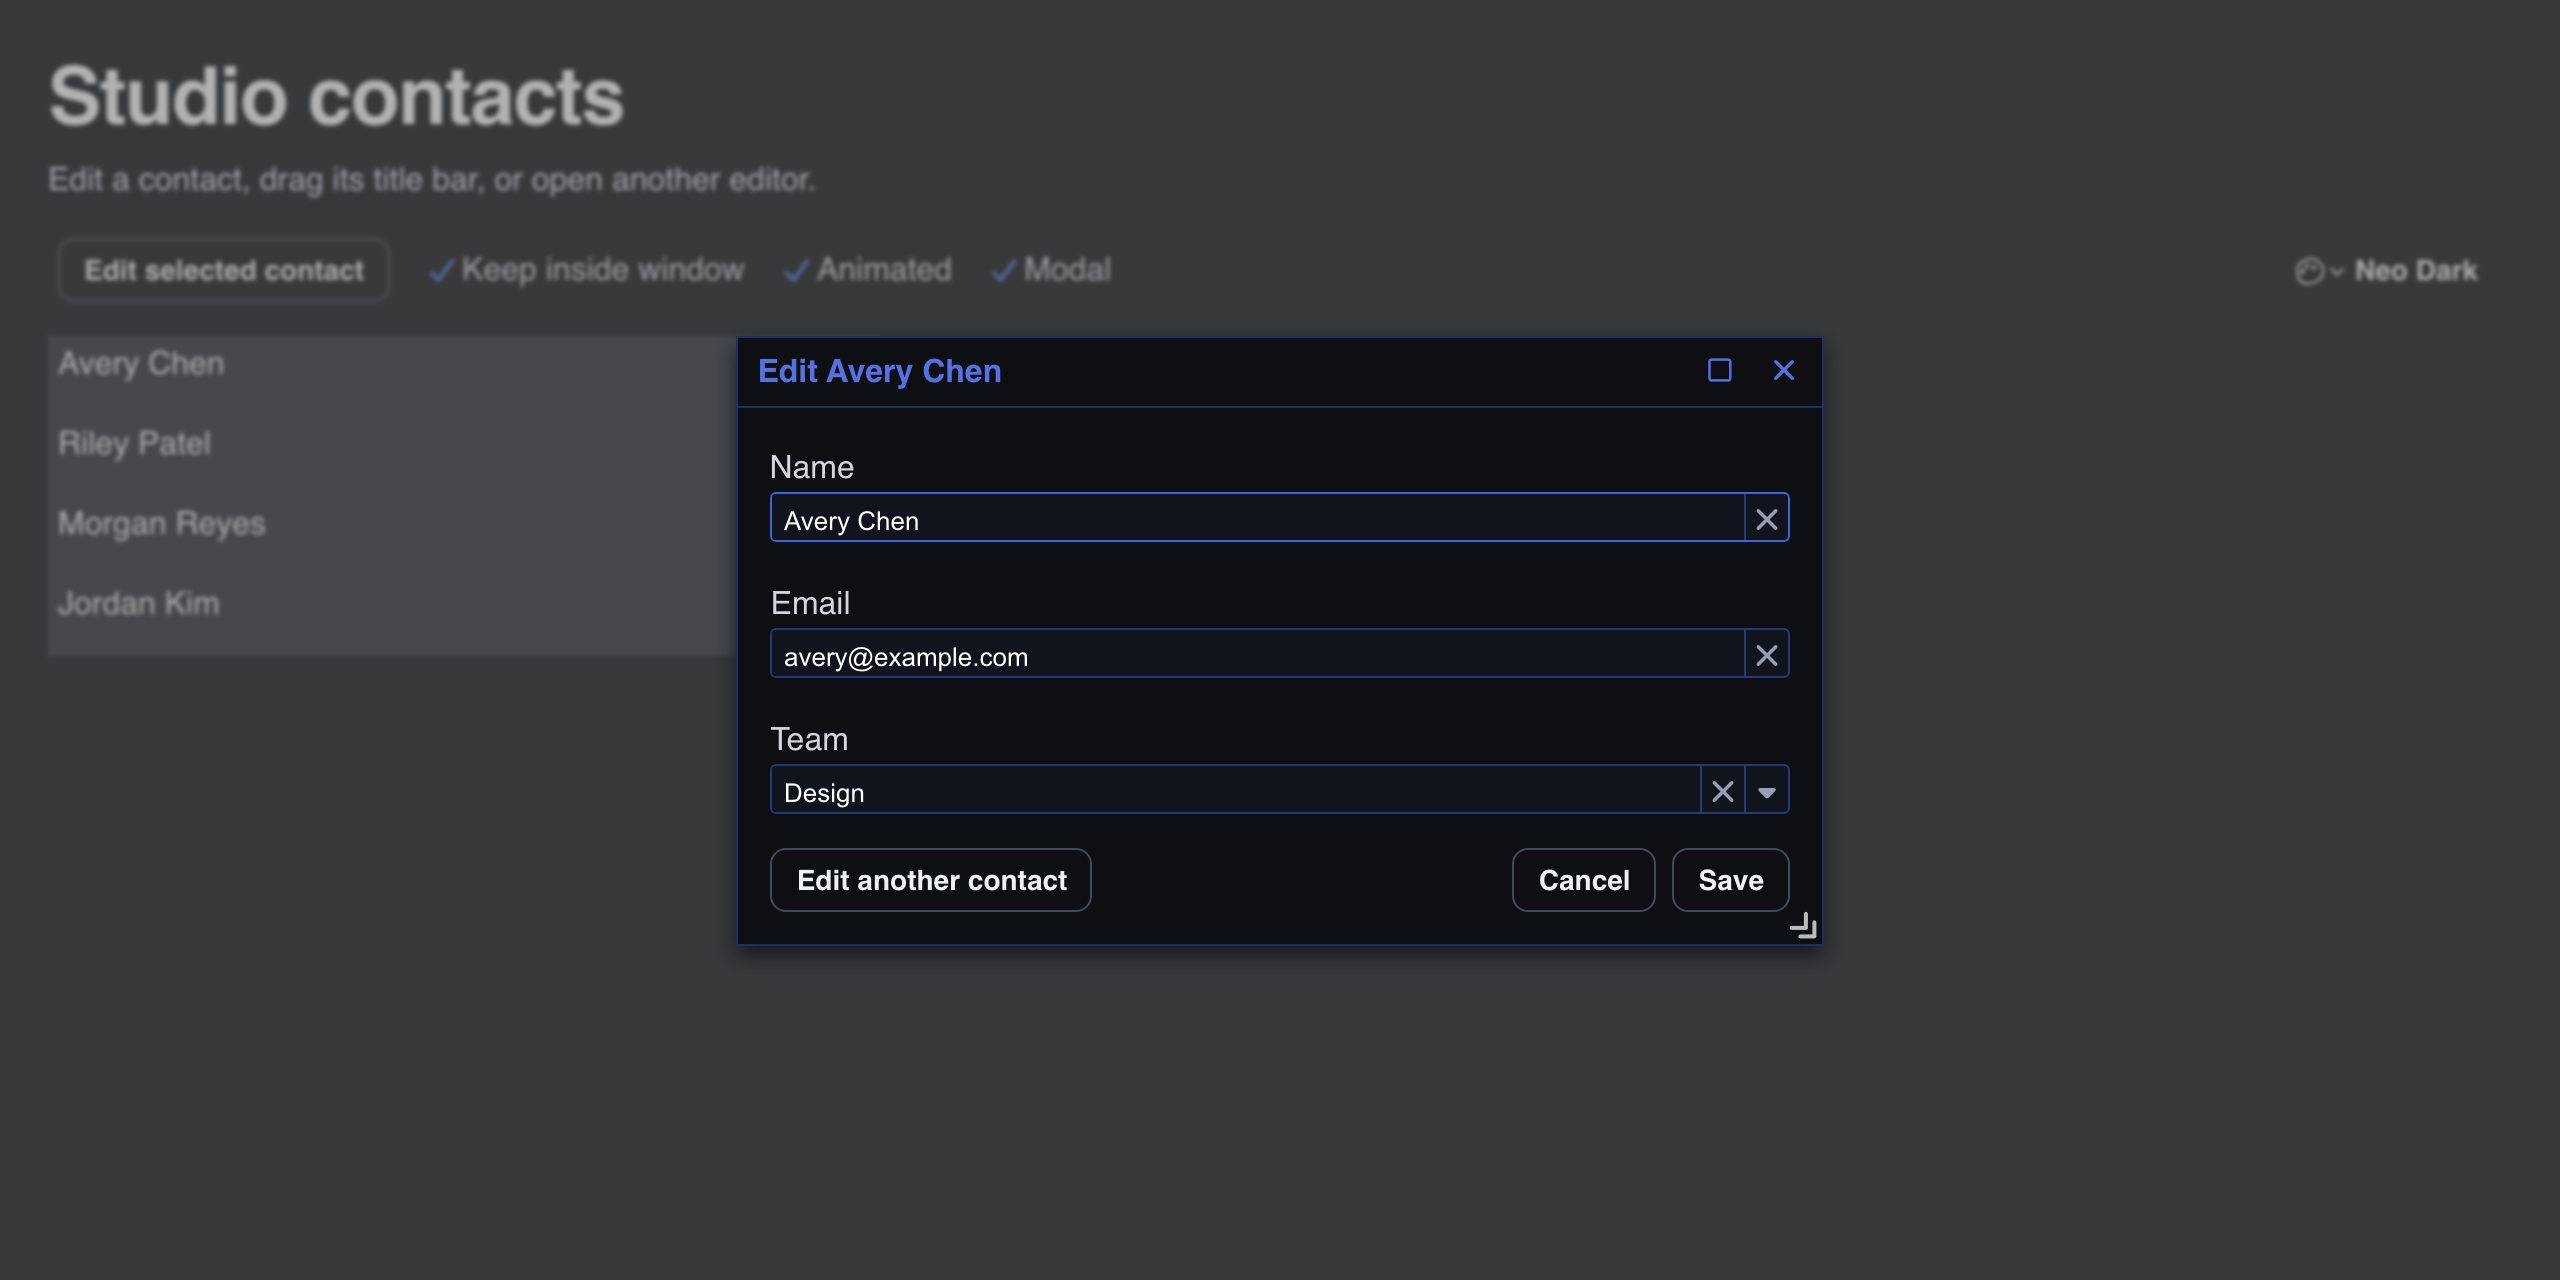 Studio contacts
Edit a contact, drag its title bar, or open another editor.
Edit selected contact
Keep inside window
Animated
Modal
Neo Dark
Avery Chen
Riley Patel
Morgan Reyes
Jordan Kim
Edit Avery Chen
Name
Avery Chen
Email
avery@example.com
Team
Design
Edit another contact
Cancel
Save